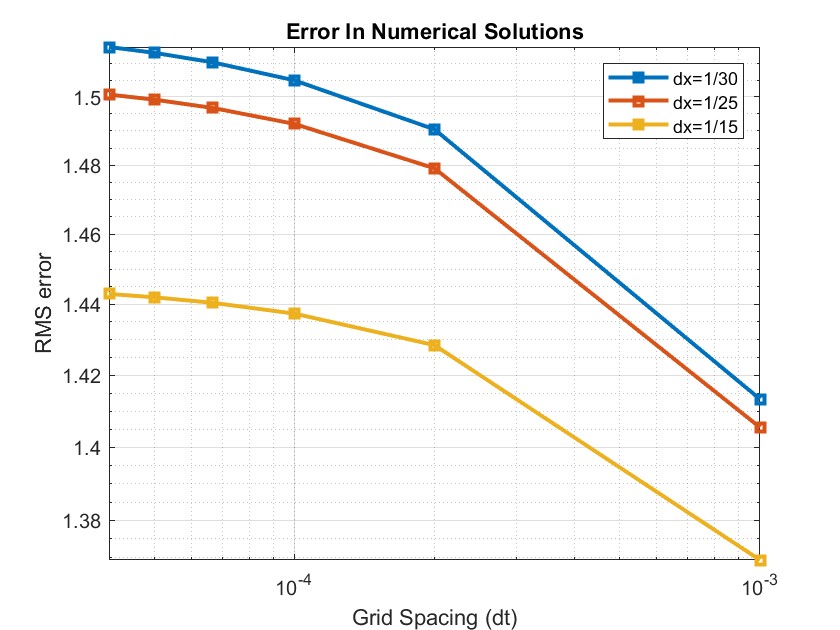 Error In Numerical Solutions
dx=1/30
dx=1/25
dx=1/15
1.5
1.48
1.46
1.44
1.42
1.4
1.38
RMS error
10-4
10-3
Grid Spacing (dt)